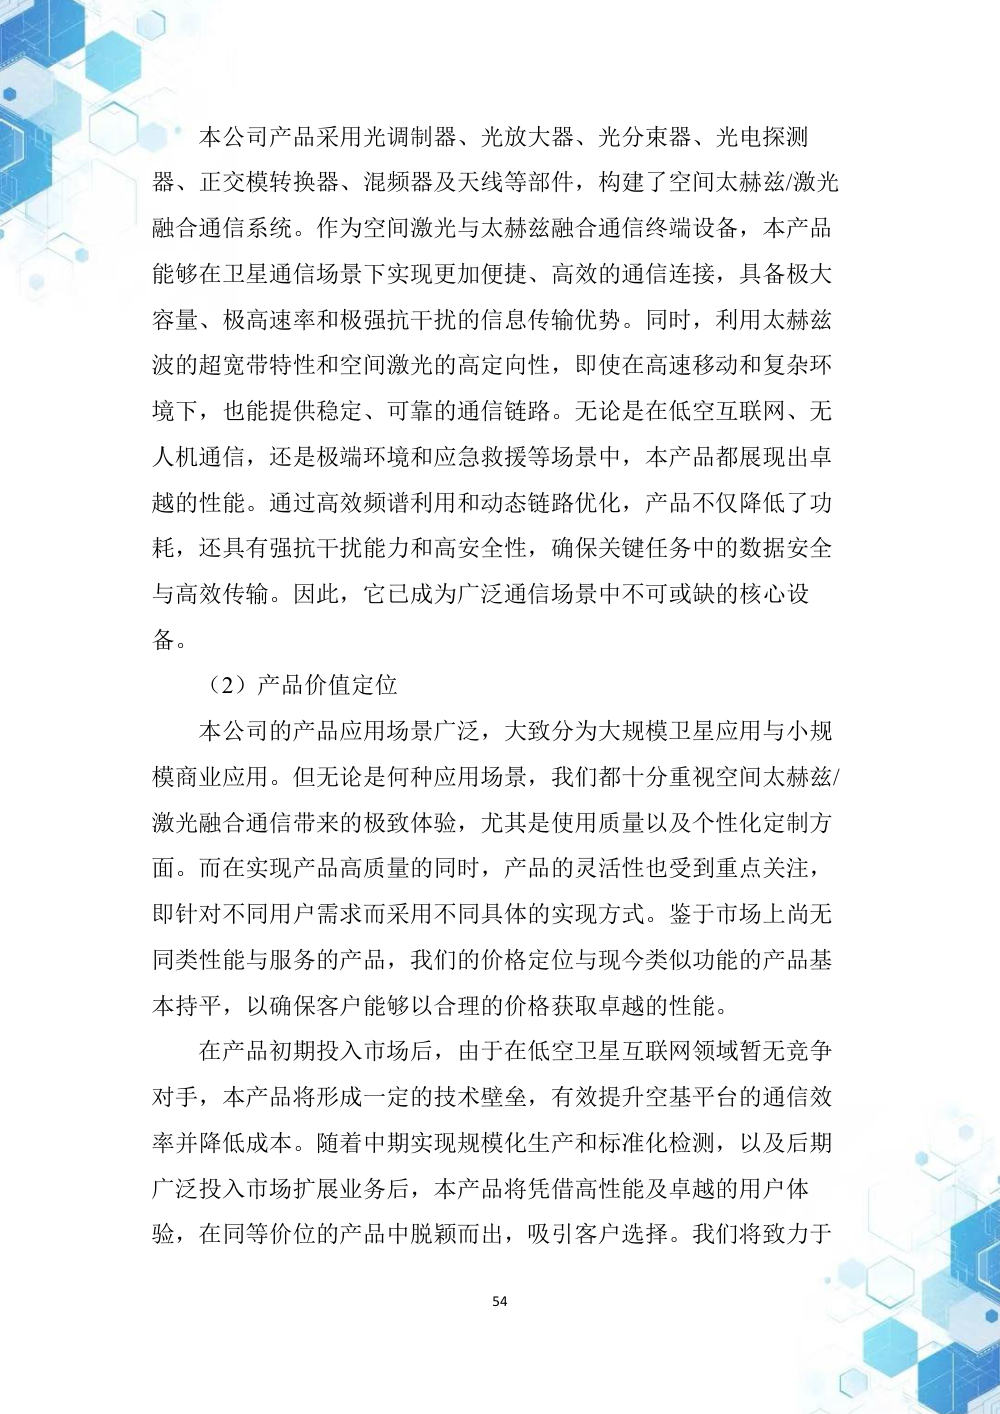 本公司产品采用光调制器、光放大器、光分束器、光电探测
器、正交模转换器、混频器及天线等部件，构建了空间太赫兹/激光
融合通信系统。作为空间激光与太赫兹融合通信终端设备，本产品
能够在卫星通信场景下实现更加便捷、高效的通信连接，具备极大
容量、极高速率和极强抗干扰的信息传输优势。同时，利用太赫兹
波的超宽带特性和空间激光的高定向性，即使在高速移动和复杂环
境下，也能提供稳定、可靠的通信链路。无论是在低空互联网、无
人机通信，还是极端环境和应急救援等场景中，本产品都展现出卓
越的性能。通过高效频谱利用和动态链路优化，产品不仅降低了功
耗，还具有强抗干扰能力和高安全性，确保关键任务中的数据安全
与高效传输。因此，它已成为广泛通信场景中不可或缺的核心设
备。
（2）产品价值定位
本公司的产品应用场景广泛，大致分为大规模卫星应用与小规
模商业应用。但无论是何种应用场景，我们都十分重视空间太赫兹/
激光融合通信带来的极致体验，尤其是使用质量以及个性化定制方
面。而在实现产品高质量的同时，产品的灵活性也受到重点关注，
即针对不同用户需求而采用不同具体的实现方式。鉴于市场上尚无
同类性能与服务的产品，我们的价格定位与现今类似功能的产品基
本持平，以确保客户能够以合理的价格获取卓越的性能。
在产品初期投入市场后，由于在低空卫星互联网领域暂无竞争
对手，本产品将形成一定的技术壁垒，有效提升空基平台的通信效
率并降低成本。随着中期实现规模化生产和标准化检测，以及后期
广泛投入市场扩展业务后，本产品将凭借高性能及卓越的用户体
验，在同等价位的产品中脱颖而出，吸引客户选择。我们将致力于
54